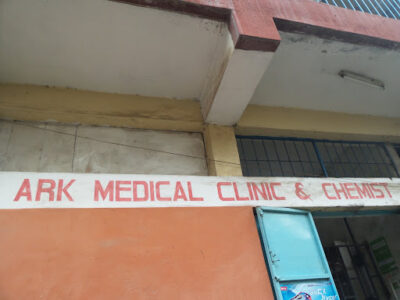 ARK MEDICAL CLINIC & CHEMIST